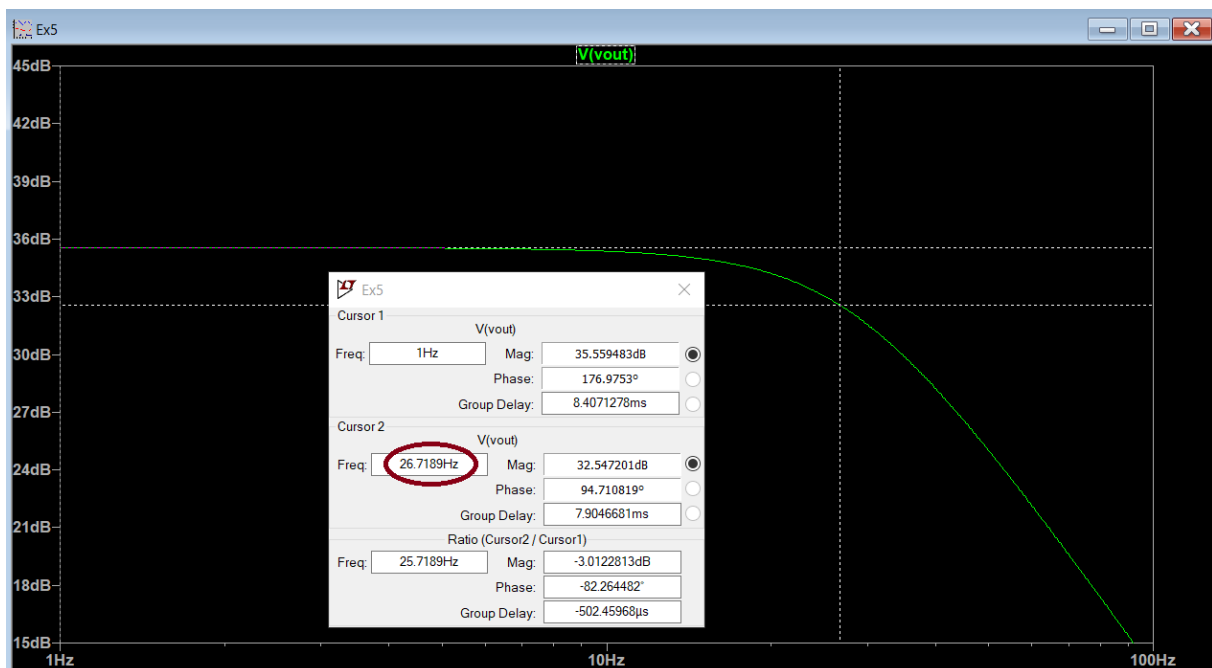 Ex5
V(vout)
45dB
42dB
39dB
36dB
33dB
30dB
27dB
24dB
21dB
18dB
15dB
1Hz
10Hz
100Hz
Ex5
Cursor 1
V(vout)
Freq: 1Hz Mag: 35.559483dB
Phase: 176.9753°
Group Delay: 8.4071278ms
Cursor 2
V(vout)
Freq: 26.7189Hz Mag: 32.547201dB
Phase: 94.710819°
Group Delay: 7.9046681ms
Ratio (Cursor2 / Cursor1)
Freq: 25.7189Hz Mag: -3.0122813dB
Phase: -82.264482°
Group Delay: -502.45968µs